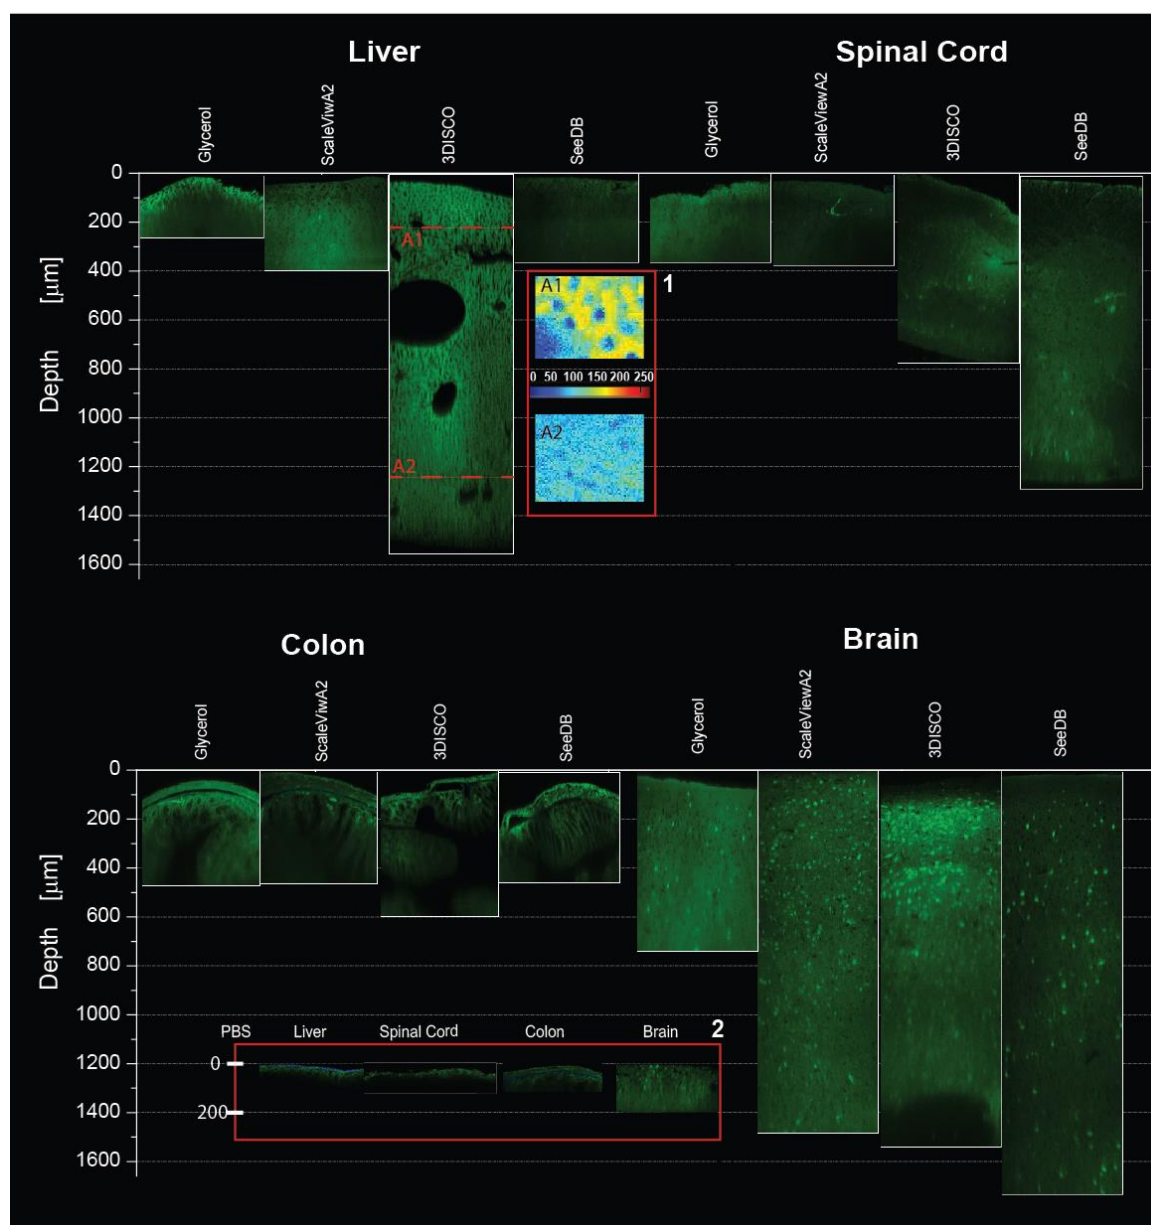 Liver
Spinal Cord
Glycerol
ScaleViwA2
3DISCO
SeeDB
Glycerol
ScaleViewA2
3DISCO
SeeDB
0
200
400
600
800
1000
1200
1400
1600
Depth [µm]
A1
A2
1
A1
0 50 100 150 200 250
A2
Colon
Brain
Glycerol
ScaleViwA2
3DISCO
SeeDB
Glycerol
ScaleViewA2
3DISCO
SeeDB
0
200
400
600
800
1000
1200
1400
1600
Depth [µm]
PBS Liver Spinal Cord Colon Brain 2
0
200